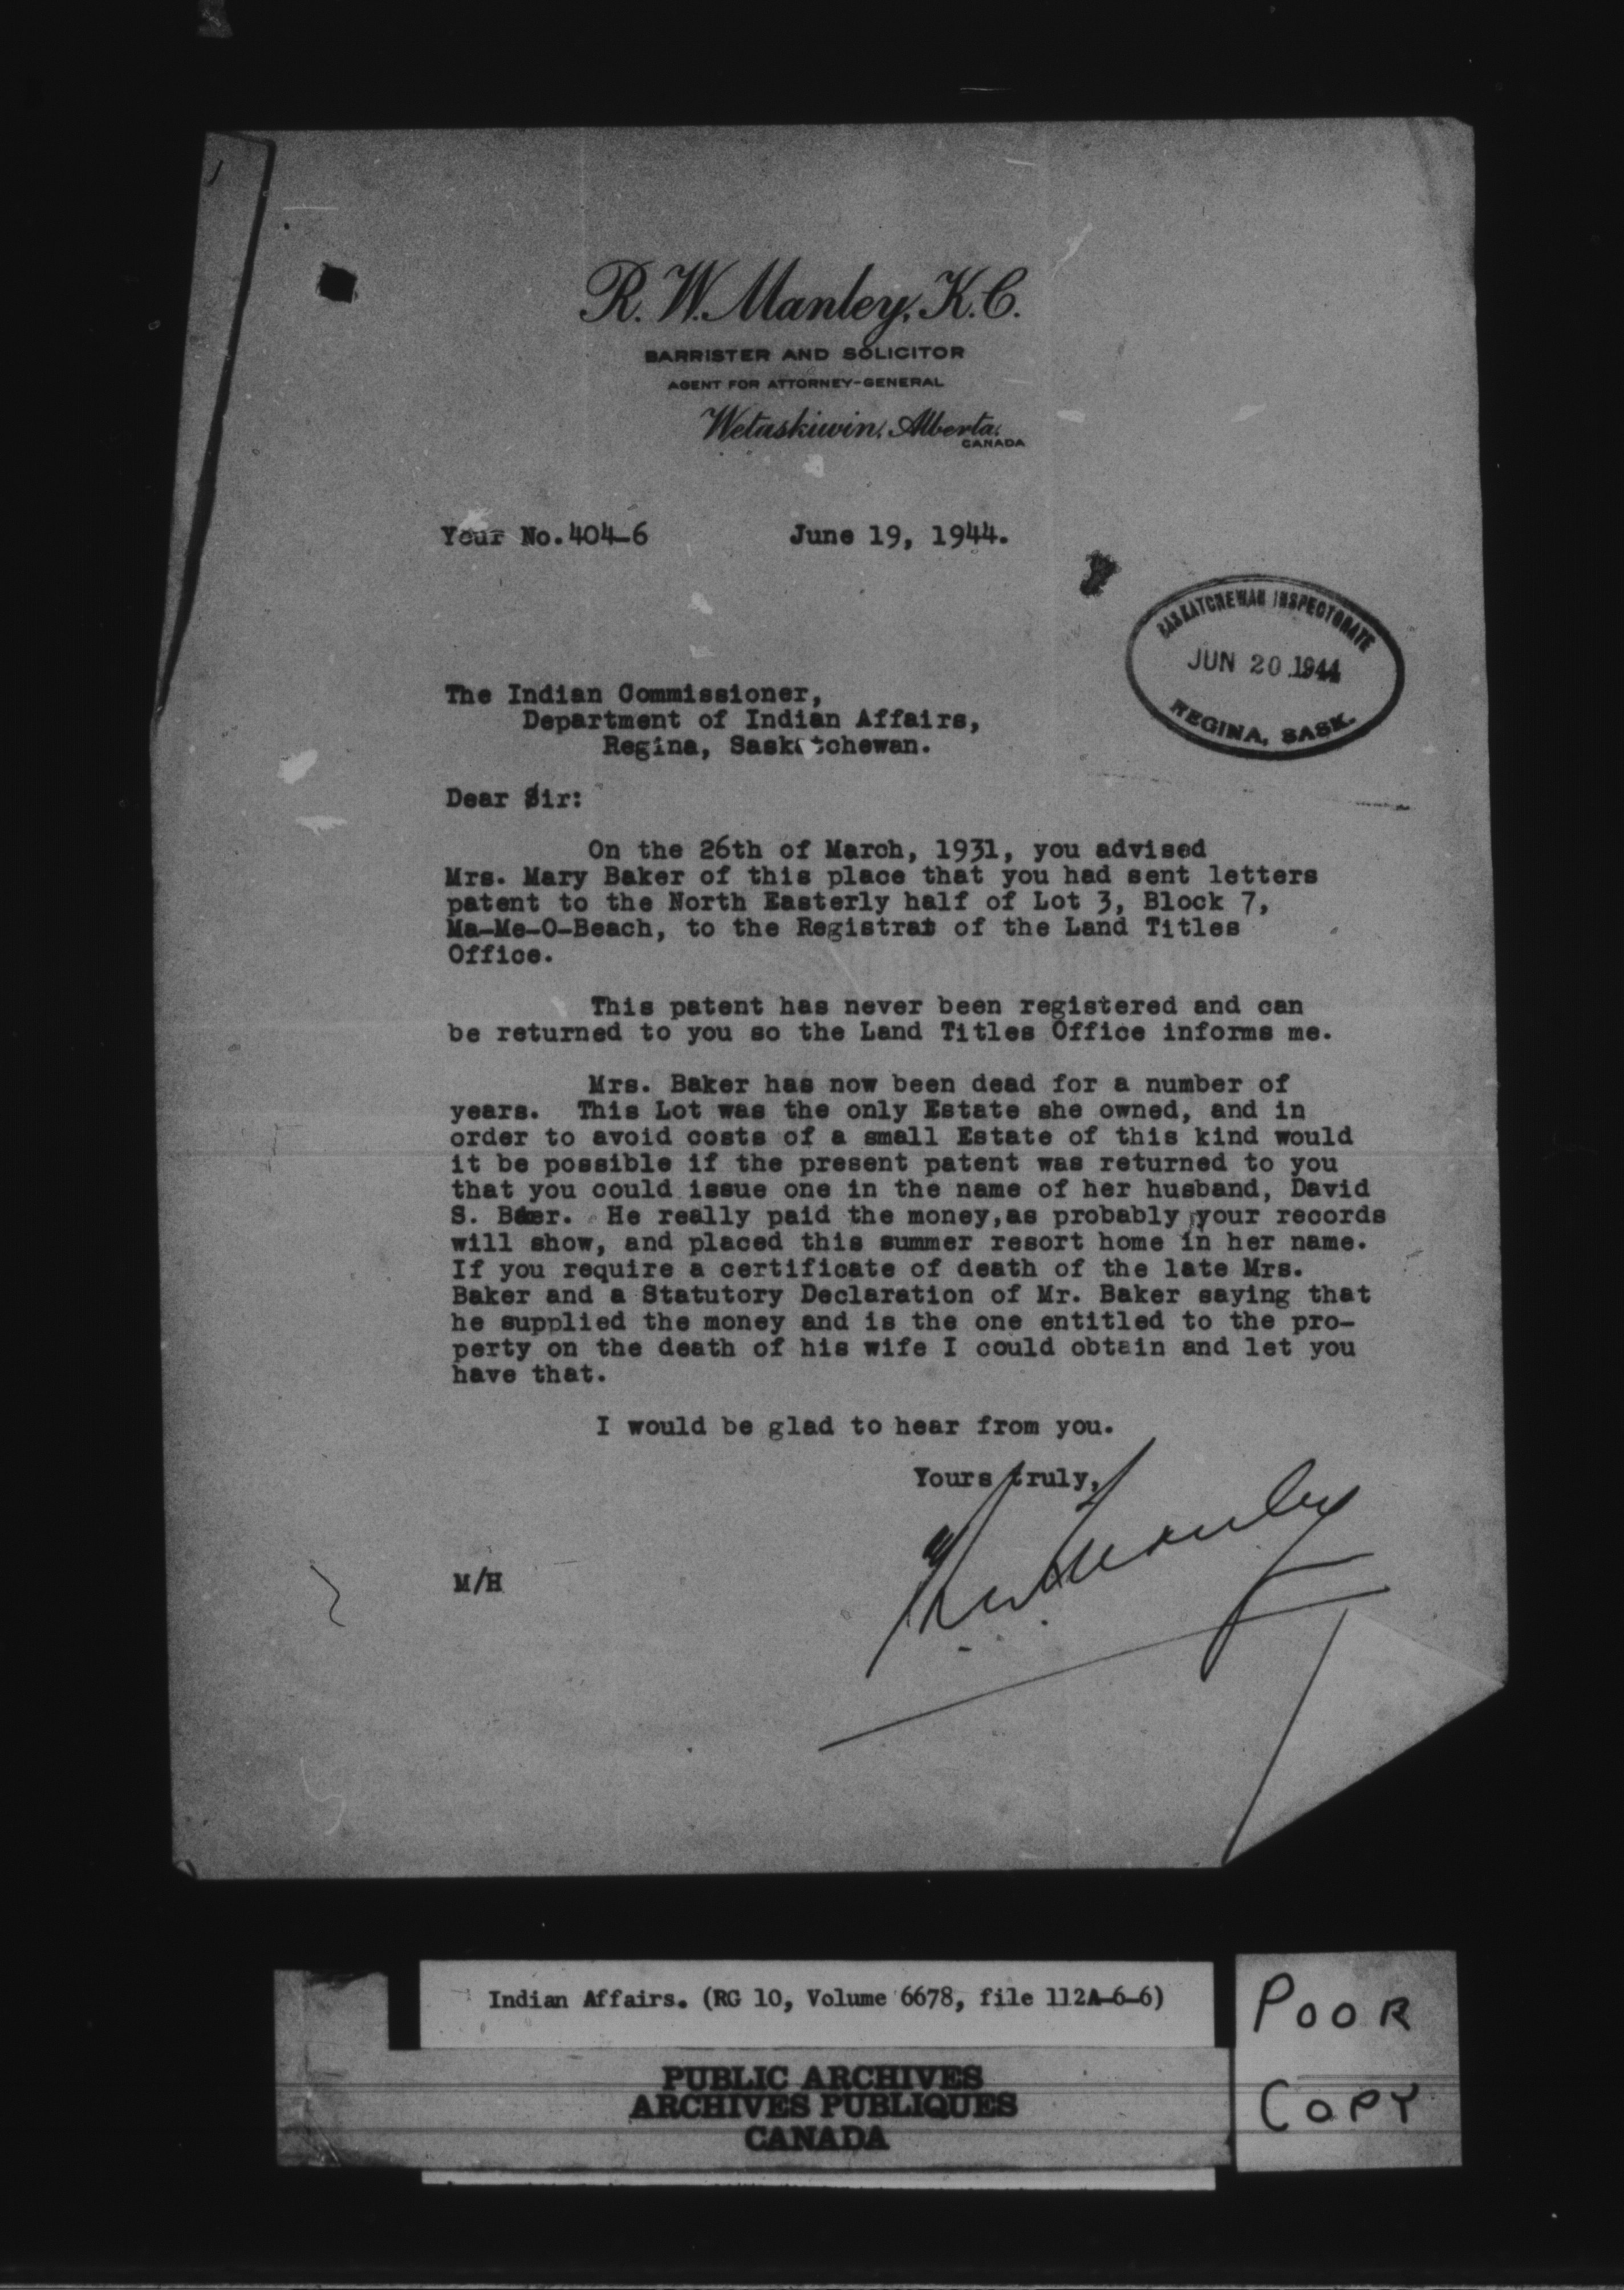 R. W. Manley, K.C.
BARRISTER AND SOLICITOR
AGENT FOR ATTORNEY-GENERAL
Wetaskiwin, Alberta,
CANADA
Your No. 404-6 June 19, 1944.
SASKATCHEWAN INSPECTORATE
JUN 20 1944
REGINA, SASK.
The Indian Commissioner,
Department of Indian Affairs,
Regina, Saskatchewan.
Dear Sir:
On the 26th of March, 1931, you advised
Mrs. Mary Baker of this place that you had sent letters
patent to the North Easterly half of Lot 3, Block 7,
Ma-Me-O-Beach, to the Registrar of the Land Titles
Office.
This patent has never been registered and can
be returned to you so the Land Titles Office informs me.
Mrs. Baker has now been dead for a number of
years. This Lot was the only Estate she owned, and in
order to avoid costs of a small Estate of this kind would
it be possible if the present patent was returned to you
that you could issue one in the name of her husband, David
S. Baker. He really paid the money, as probably your records
will show, and placed this summer resort home in her name.
If you require a certificate of death of the late Mrs.
Baker and a Statutory Declaration of Mr. Baker saying that
he supplied the money and is the one entitled to the pro-
perty on the death of his wife I could obtain and let you
have that.
I would be glad to hear from you.
Yours truly,
R W Manley
M/H
Indian Affairs. (RG 10, Volume 6678, file 112A-6-6)
PUBLIC ARCHIVES
ARCHIVES PUBLIQUES
CANADA
POOR
COPY